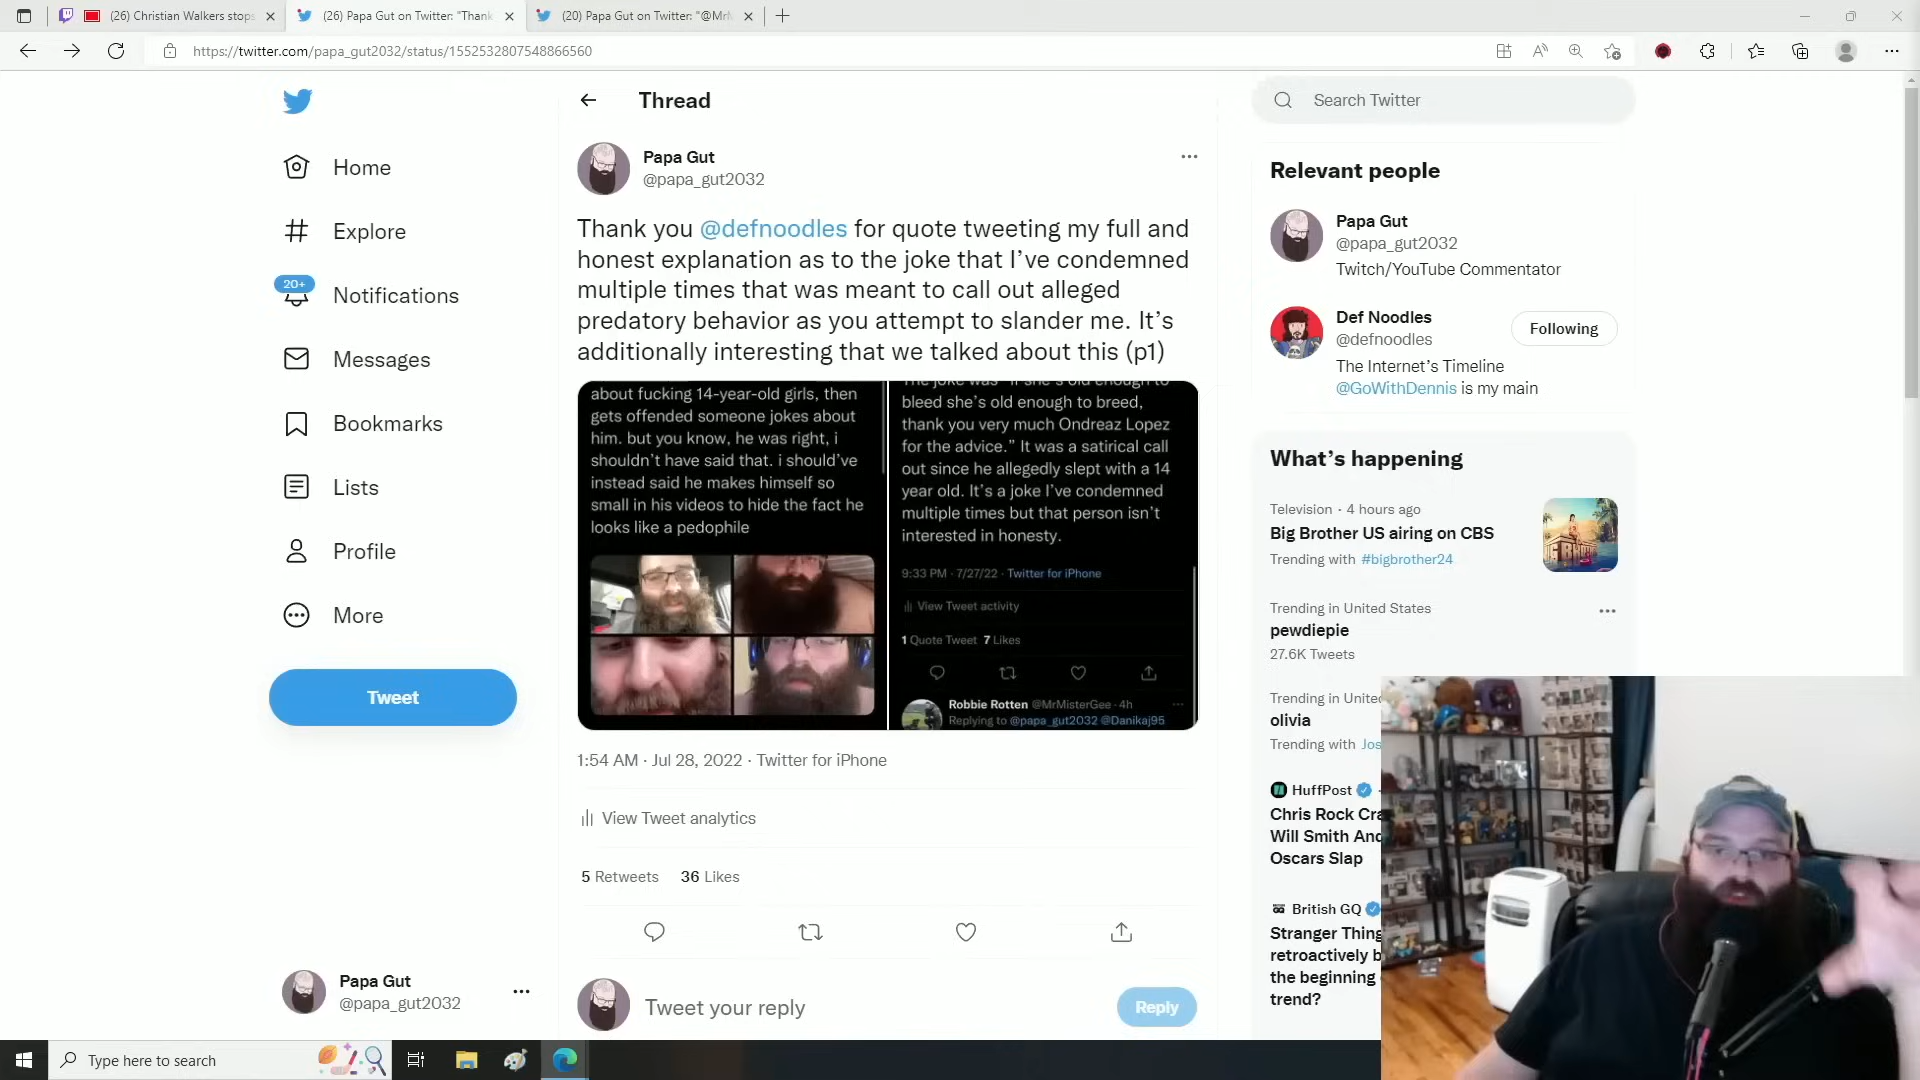 (26) Christian Walkers stops
(26) Papa Gut on Twitter: "Thank
(20) Papa Gut on Twitter: "@MrM
https://twitter.com/papa_gut2032/status/1552532807548866560
Home
Explore
20+
Notifications
Messages
Bookmarks
Lists
Profile
More
Tweet
Papa Gut
@papa_gut2032
Thread
Papa Gut
@papa_gut2032
Thank you @defnoodles for quote tweeting my full and
honest explanation as to the joke that I've condemned
multiple times that was meant to call out alleged
predatory behavior as you attempt to slander me. It's
additionally interesting that we talked about this (p1)
about fucking 14-year-old girls, then
gets offended someone jokes about
him. but you know, he was right, i
shouldn't have said that. i should've
instead said he makes himself so
small in his videos to hide the fact he
looks like a pedophile
The joke was "If she's old enough to
bleed she's old enough to breed,
thank you very much Ondreaz Lopez
for the advice." It was a satirical call
out since he allegedly slept with a 14
year old. It's a joke I've condemned
multiple times but that person isn't
interested in honesty.
9:33 PM · 7/27/22 · Twitter for iPhone
View Tweet activity
1 Quote Tweet 7 Likes
Robbie Rotten @MrMisterGee · 4h
Replying to @papa_gut2032 @Danikaj95
1:54 AM · Jul 28, 2022 · Twitter for iPhone
View Tweet analytics
5 Retweets 36 Likes
Tweet your reply
Reply
Search Twitter
Relevant people
Papa Gut
@papa_gut2032
Twitch/YouTube Commentator
Def Noodles
@defnoodles
Following
The Internet's Timeline
@GoWithDennis is my main
What's happening
Television · 4 hours ago
Big Brother US airing on CBS
Trending with #bigbrother24
Trending in United States
pewdiepie
27.6K Tweets
Trending in United
olivia
Trending with Jos
HuffPost
Chris Rock Cra
Will Smith And
Oscars Slap
British GQ
Stranger Thing
retroactively b
the beginning
trend?
Type here to search